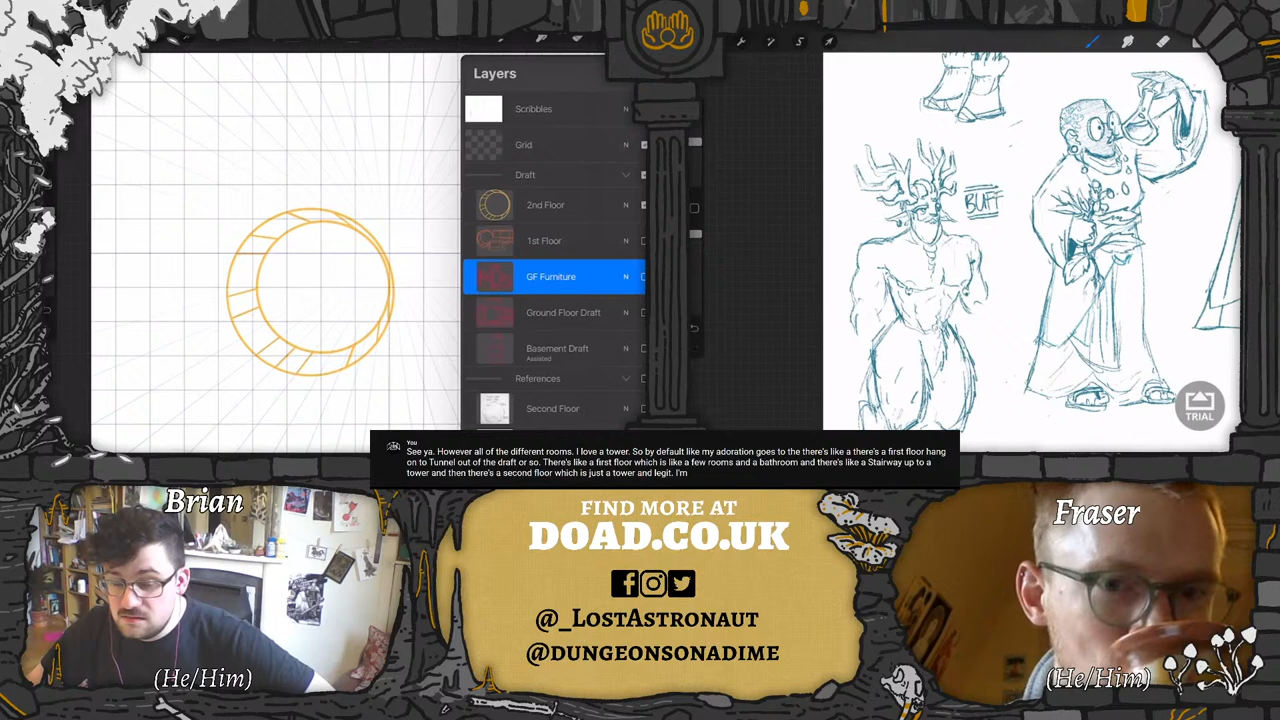 Layers
Scribbles
N
Grid
N
Draft
2nd Floor
N
1st Floor
N
GF Furniture
N
Ground Floor Draft
N
Basement Draft
N
Assisted
References
Second Floor
N
BUFF
TRIAL
You
See ya. However all of the different rooms. I love a tower. So by default like my adoration goes to the there's like a there's a first floor hang
on to Tunnel out of the draft or so. There's like a first floor which is like a few rooms and a bathroom and there's like a Stairway up to a
tower and then there's a second floor which is just a tower and legit. I'm
Brian
(He/Him)
FIND MORE AT
DOAD.CO.UK
@_LostAstronaut
@dungeonsonadime
Fraser
(He/Him)